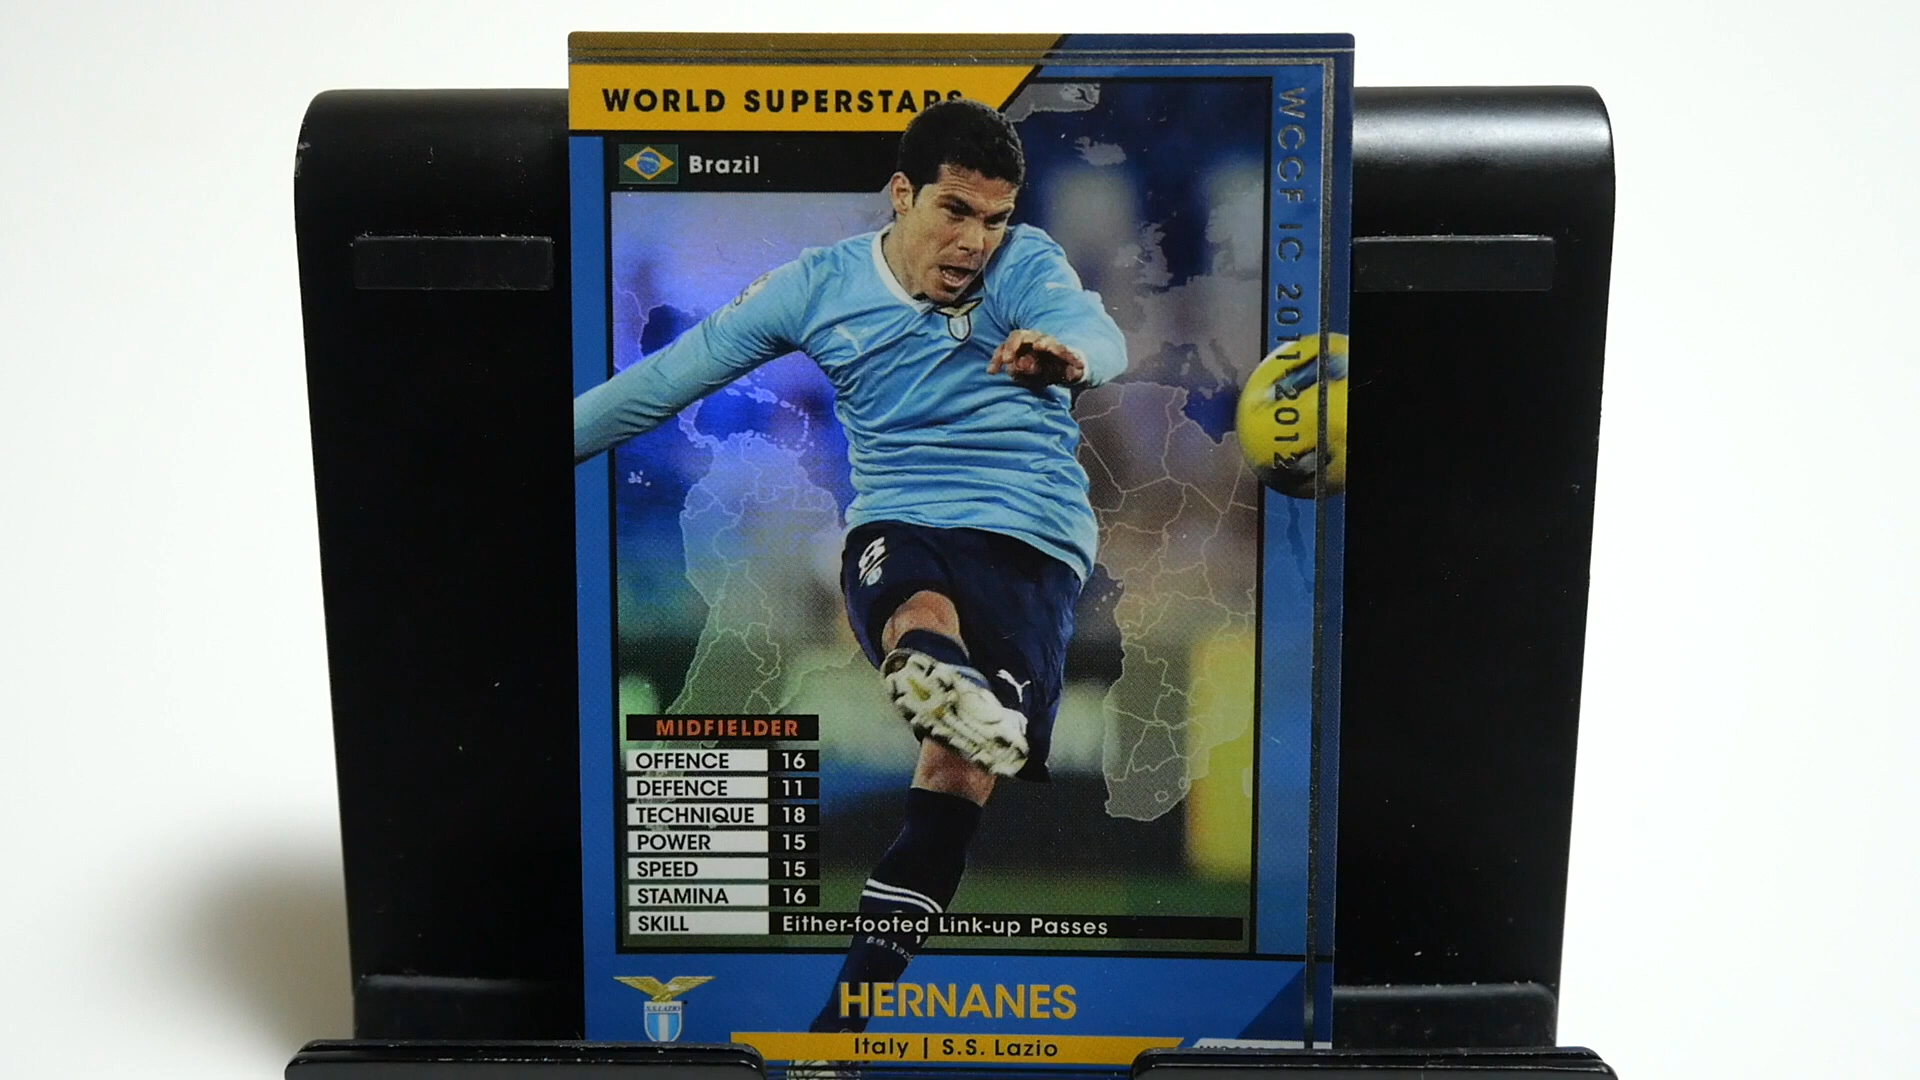 WORLD SUPERSTARS
Brazil
WCCF IC 2011-2012
MIDFIELDER
OFFENCE 16
DEFENCE 11
TECHNIQUE 18
POWER 15
SPEED 15
STAMINA 16
SKILL Either-footed Link-up Passes
S.S. LAZIO
HERNANES
Italy | S.S. Lazio